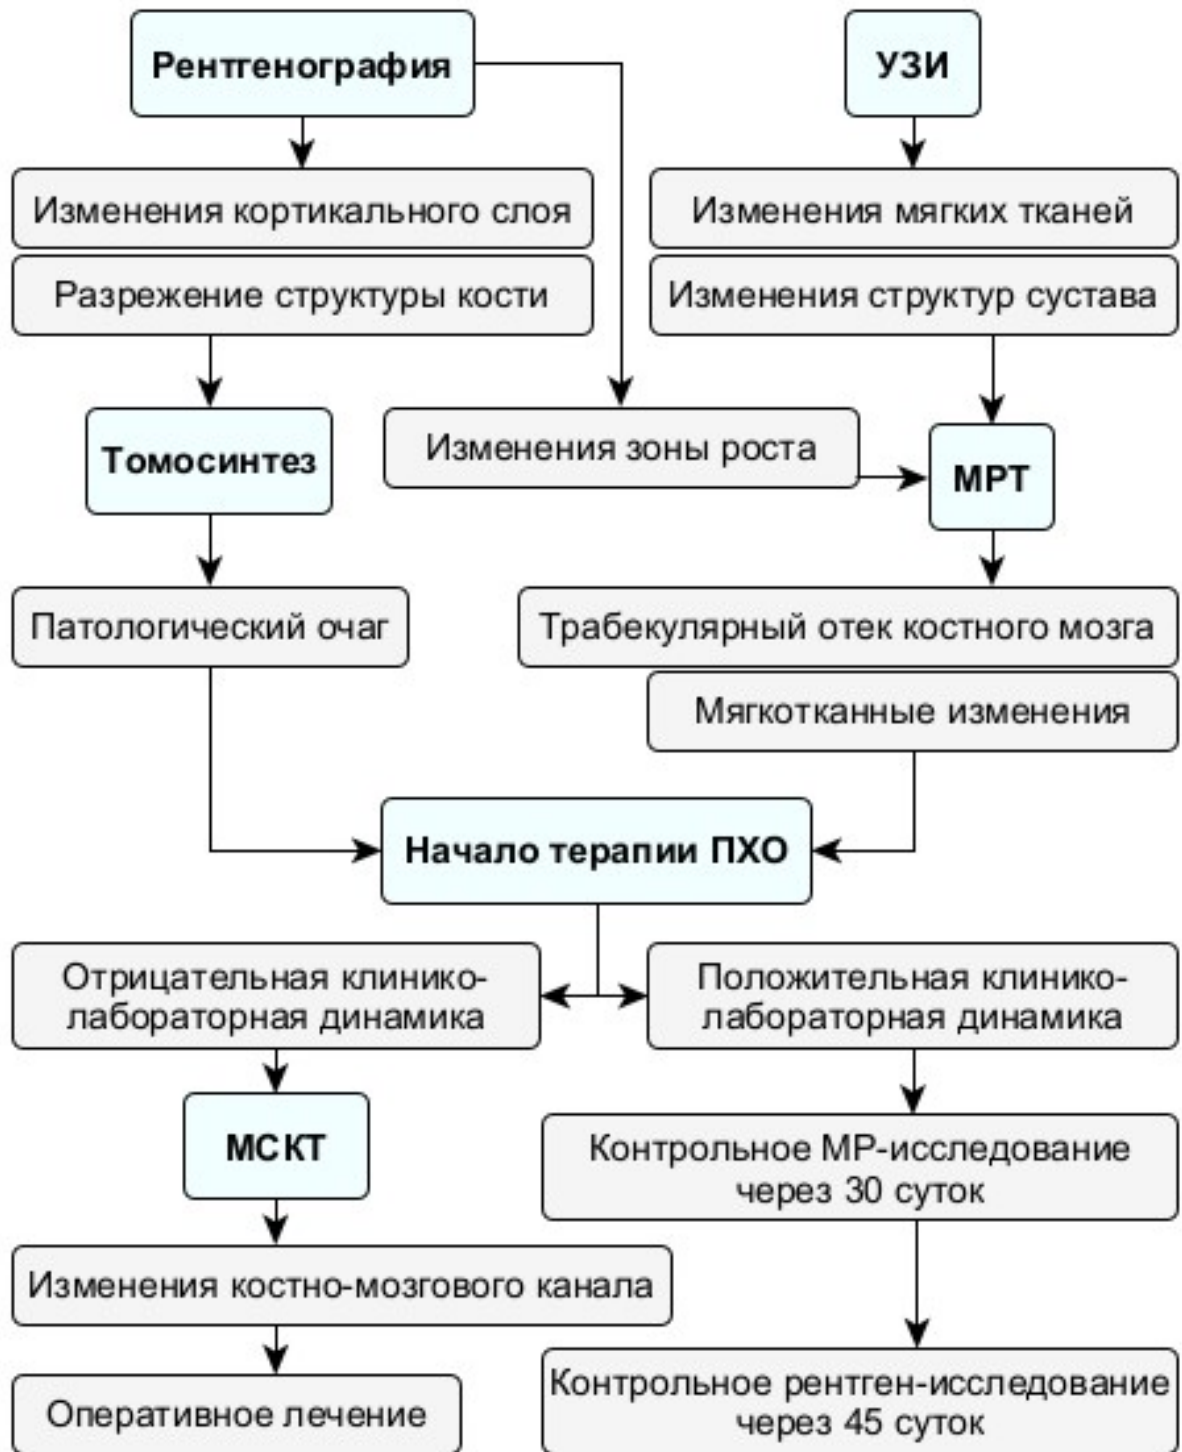 Рентгенография
УЗИ
Изменения кортикального слоя
Изменения мягких тканей
Разрежение структуры кости
Изменения структур сустава
Томосинтез
Изменения зоны роста
МРТ
Патологический очаг
Трабекулярный отек костного мозга
Мягкотканные изменения
Начало терапии ПХО
Отрицательная клинико-
лабораторная динамика
Положительная клинико-
лабораторная динамика
МСКТ
Контрольное МР-исследование
через 30 суток
Изменения костно-мозгового канала
Оперативное лечение
Контрольное рентген-исследование
через 45 суток